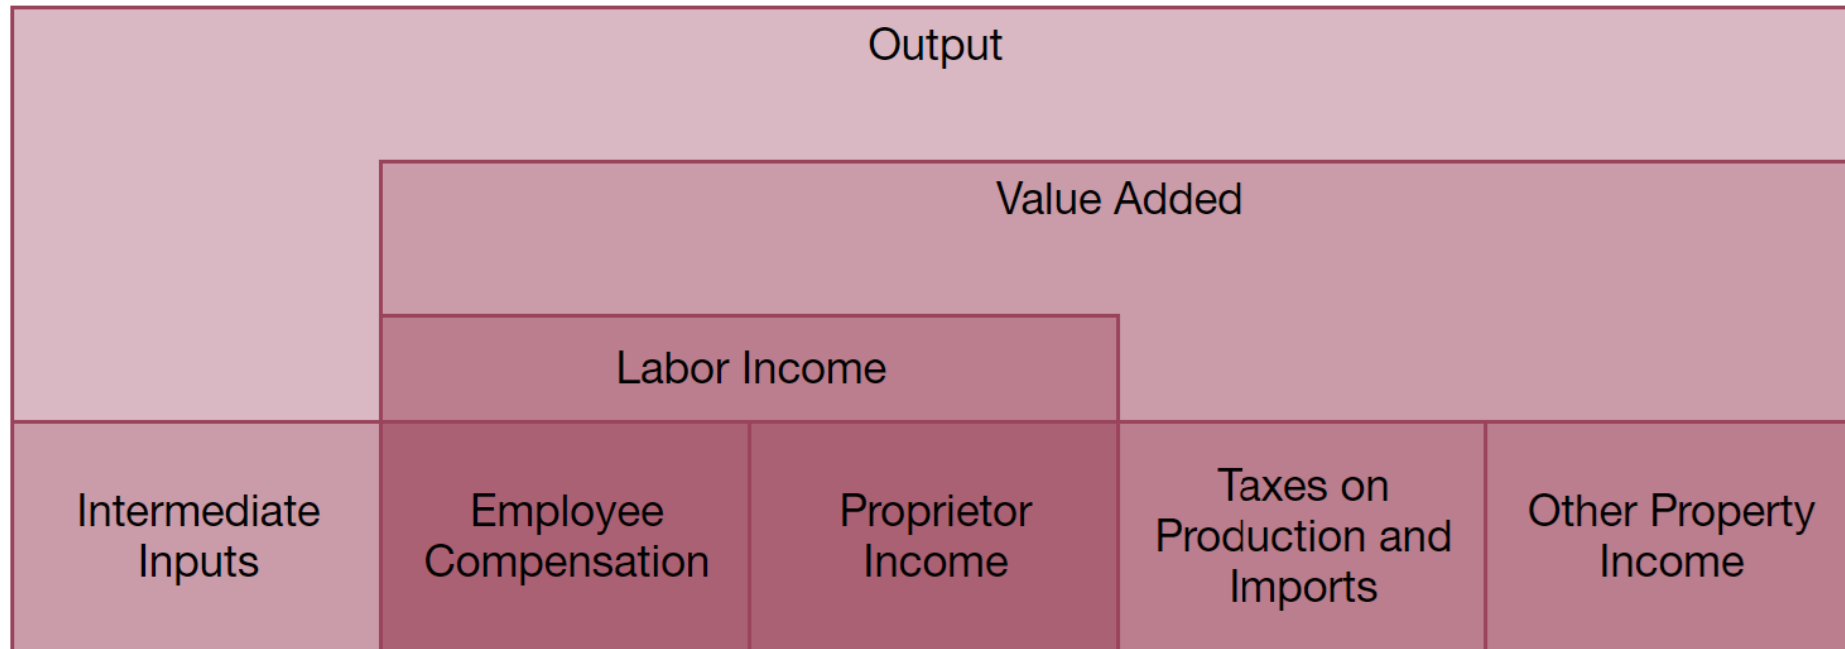 Output
Value Added
Labor Income
Intermediate
Inputs
Employee
Compensation
Proprietor
Income
Taxes on
Production and
Imports
Other Property
Income